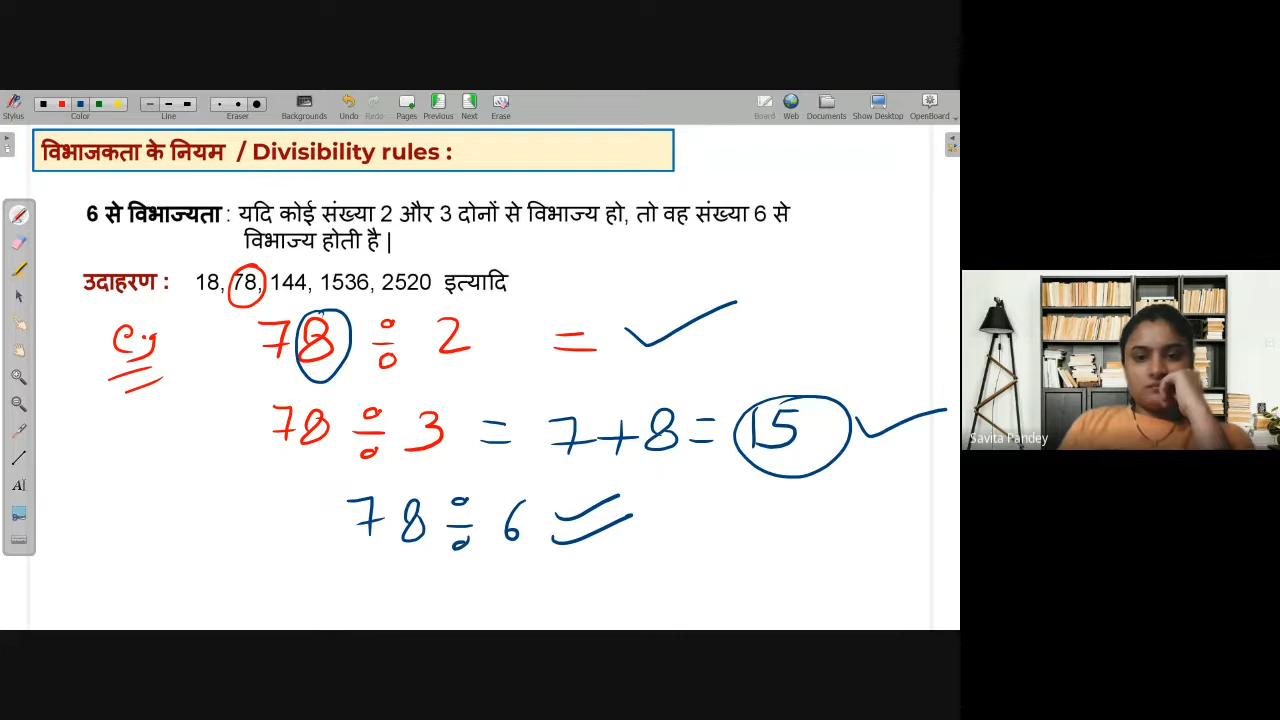 Stylus Color Line Eraser Backgrounds Undo Redo Pages Previous Next Erase Board Web Documents Show Desktop OpenBoard
विभाजकता के नियम / Divisibility rules :
6 से विभाज्यता : यदि कोई संख्या 2 और 3 दोनों से विभाज्य हो, तो वह संख्या 6 से
विभाज्य होती है |
उदाहरण : 18, 78, 144, 1536, 2520 इत्यादि
Eg 78 ÷ 2 = ✓
78 ÷ 3 = 7+8= 15 ✓
78 ÷ 6
Savita Pandey